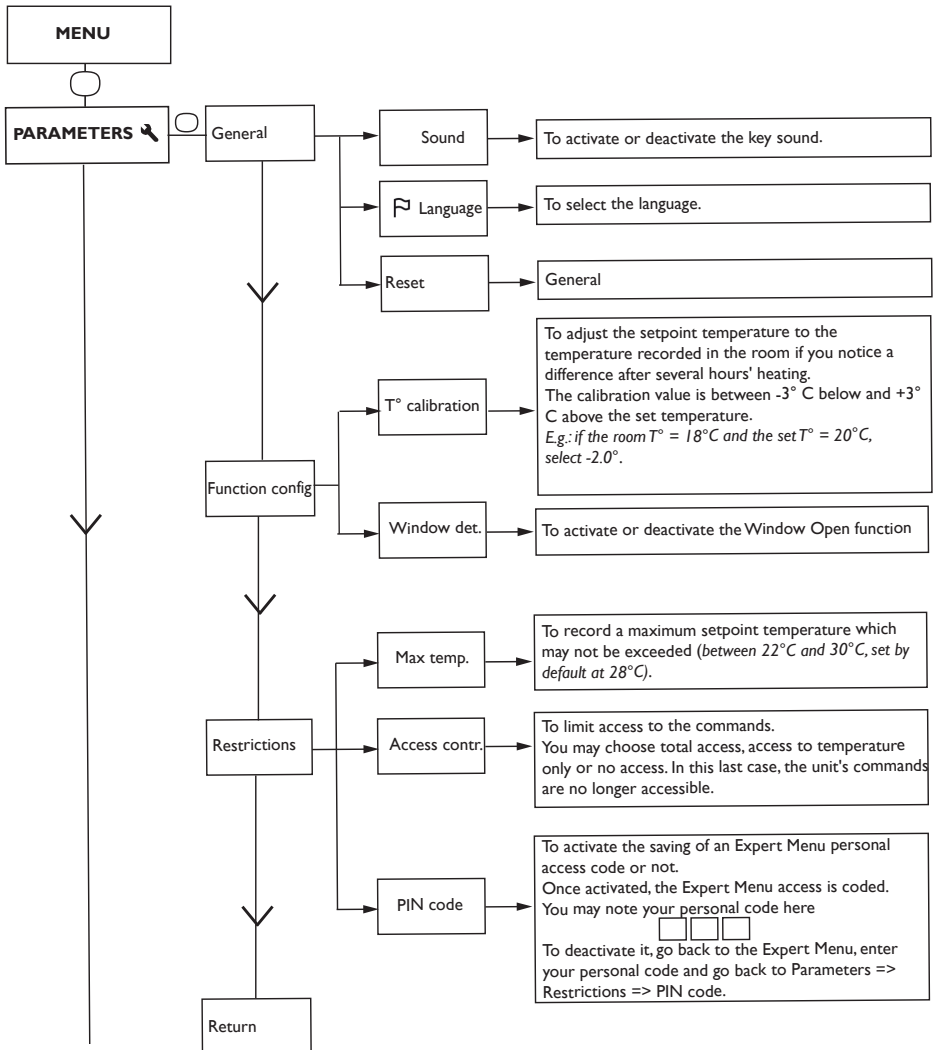 MENU
PARAMETERS
General
Sound
To activate or deactivate the key sound.
Language
To select the language.
Reset
General
Function config
T° calibration
To adjust the setpoint temperature to the
temperature recorded in the room if you notice a
difference after several hours' heating.
The calibration value is between -3° C below and +3°
C above the set temperature.
E.g.: if the room T° = 18°C and the set T° = 20°C,
select -2.0°.
Window det.
To activate or deactivate the Window Open function
Restrictions
Max temp.
To record a maximum setpoint temperature which
may not be exceeded (between 22°C and 30°C, set by
default at 28°C).
Access contr.
To limit access to the commands.
You may choose total access, access to temperature
only or no access. In this last case, the unit's commands
are no longer accessible.
PIN code
To activate the saving of an Expert Menu personal
access code or not.
Once activated, the Expert Menu access is coded.
You may note your personal code here
To deactivate it, go back to the Expert Menu, enter
your personal code and go back to Parameters =>
Restrictions => PIN code.
Return